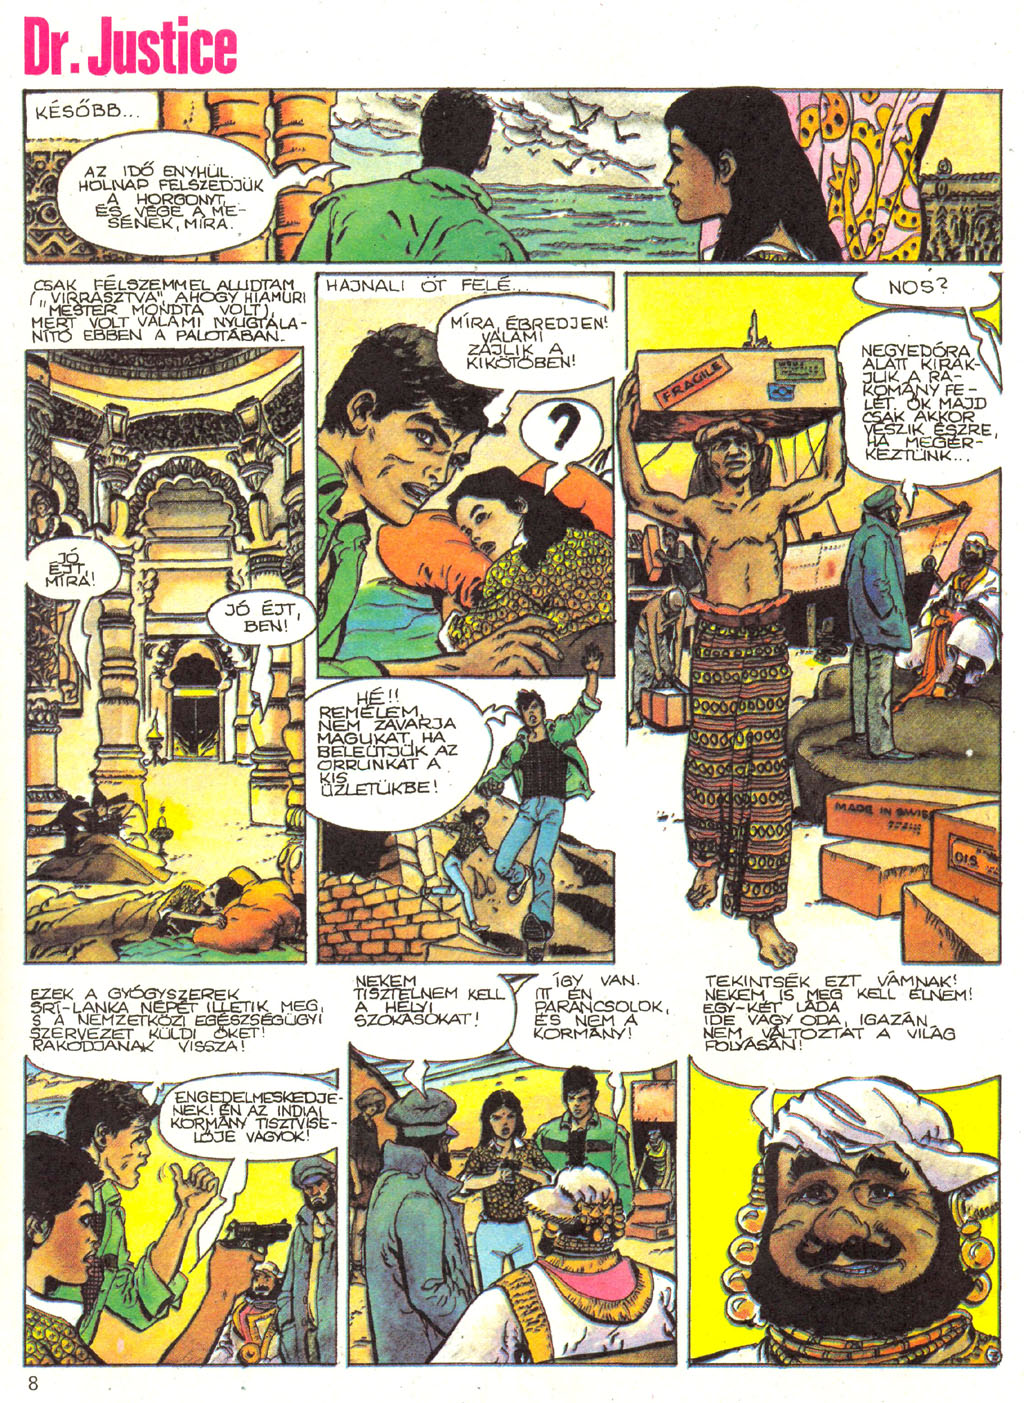 Dr. Justice
KÉSŐBB...
AZ IDŐ ENYHÜL.
HOLNAP FELSZEDJÜK
A HORGONYT,
ÉS VÉGE A ME-
SÉNEK, MÍRA.
CSAK FÉLSZEMMEL ALUDTAM
(„VIRRASZTVA", AHOGY HIAMURI
MESTER MONDTA VOLT),
MERT VOLT VALAMI NYUGTALA-
NÍTÓ EBBEN A PALOTÁBAN.
JÓ
ÉJT,
MÍRA!
JÓ ÉJT,
BEN!
HAJNALI ÖT FELÉ...
MÍRA, ÉBREDJEN!
VALAMI
ZAJLIK A
KIKÖTŐBEN!
?
HÉ!!
REMÉLEM,
NEM ZAVARJA
MAGUKAT, HA
BELEÜTJÜK AZ
ORRUNKAT A
KIS
ÜZLETÜKBE!
NOS?
NEGYEDÓRA
ALATT KIRAK-
JUK A RA-
KOMÁNY FE-
LÉT. ŐK MAJD
CSAK AKKOR
VESZIK ÉSZRE,
HA MEGÉR-
KEZTÜNK...
FRAGILE
MADE IN SWIS
O.I.S.
EZEK A GYÓGYSZEREK
SRI-LANKA NÉPÉT ILLETIK MEG,
S A NEMZETKÖZI EGÉSZSÉGÜGYI
SZERVEZET KÜLDI ŐKET!
RAKODJANAK VISSZA!
ENGEDELMESKEDJE-
NEK! ÉN AZ INDIAI
KORMÁNY TISZTVISE-
LŐJE VAGYOK!
NEKEM
TISZTELNEM KELL
A HELYI
SZOKÁSOKAT!
ÍGY VAN.
ITT ÉN
PARANCSOLOK,
ÉS NEM A
KORMÁNY!
TEKINTSÉK EZT VÁMNAK!
NEKEM IS MEG KELL ÉLNEM!
EGY-KÉT LÁDA
IDE VAGY ODA, IGAZÁN
NEM VÁLTOZTAT A VILÁG
FOLYÁSÁN!
8